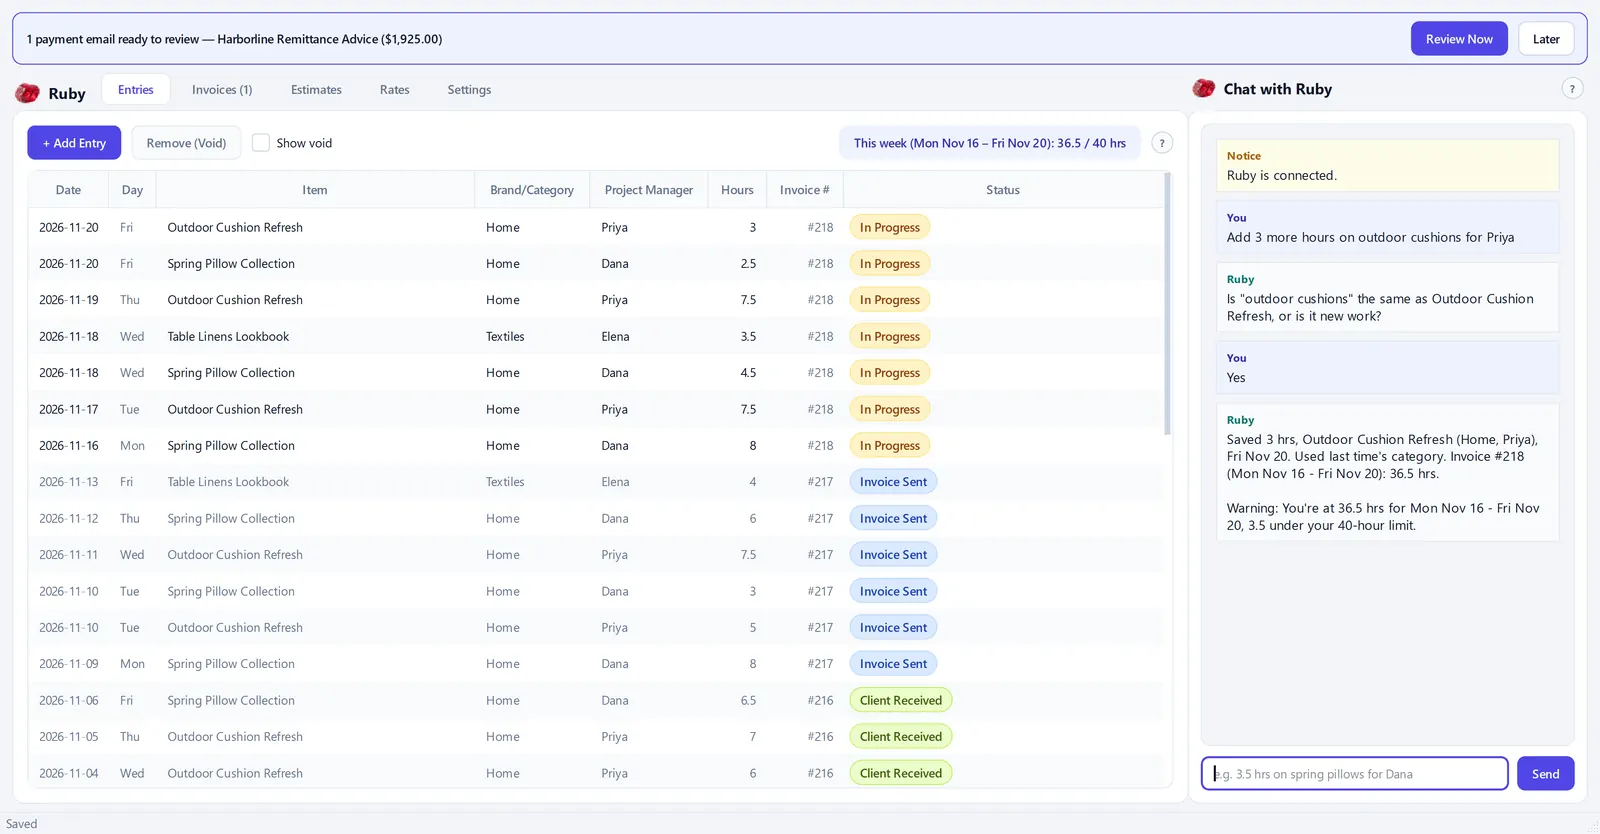 1 payment email ready to review — Harborline Remittance Advice ($1,925.00)
Review Now
Later
Ruby
Entries
Invoices (1)
Estimates
Rates
Settings
Chat with Ruby
?
+ Add Entry
Remove (Void)
Show void
This week (Mon Nov 16 – Fri Nov 20): 36.5 / 40 hrs
?
Date Day Item Brand/Category Project Manager Hours Invoice # Status
2026-11-20 Fri Outdoor Cushion Refresh Home Priya 3 #218 In Progress
2026-11-20 Fri Spring Pillow Collection Home Dana 2.5 #218 In Progress
2026-11-19 Thu Outdoor Cushion Refresh Home Priya 7.5 #218 In Progress
2026-11-18 Wed Table Linens Lookbook Textiles Elena 3.5 #218 In Progress
2026-11-18 Wed Spring Pillow Collection Home Dana 4.5 #218 In Progress
2026-11-17 Tue Outdoor Cushion Refresh Home Priya 7.5 #218 In Progress
2026-11-16 Mon Spring Pillow Collection Home Dana 8 #218 In Progress
2026-11-13 Fri Table Linens Lookbook Textiles Elena 4 #217 Invoice Sent
2026-11-12 Thu Spring Pillow Collection Home Dana 6 #217 Invoice Sent
2026-11-11 Wed Outdoor Cushion Refresh Home Priya 7.5 #217 Invoice Sent
2026-11-10 Tue Spring Pillow Collection Home Dana 3 #217 Invoice Sent
2026-11-10 Tue Outdoor Cushion Refresh Home Priya 5 #217 Invoice Sent
2026-11-09 Mon Spring Pillow Collection Home Dana 8 #217 Invoice Sent
2026-11-06 Fri Spring Pillow Collection Home Dana 6.5 #216 Client Received
2026-11-05 Thu Outdoor Cushion Refresh Home Priya 7 #216 Client Received
2026-11-04 Wed Outdoor Cushion Refresh Home Priya 6 #216 Client Received
Notice
Ruby is connected.
You
Add 3 more hours on outdoor cushions for Priya
Ruby
Is "outdoor cushions" the same as Outdoor Cushion
Refresh, or is it new work?
You
Yes
Ruby
Saved 3 hrs, Outdoor Cushion Refresh (Home, Priya),
Fri Nov 20. Used last time's category. Invoice #218
(Mon Nov 16 - Fri Nov 20): 36.5 hrs.
Warning: You're at 36.5 hrs for Mon Nov 16 - Fri Nov
20, 3.5 under your 40-hour limit.
e.g. 3.5 hrs on spring pillows for Dana
Send
Saved